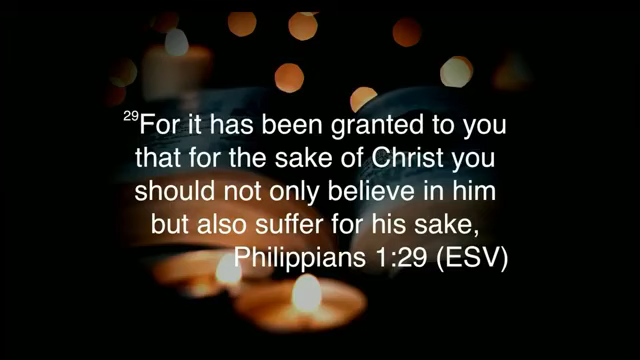 29For it has been granted to you
that for the sake of Christ you
should not only believe in him
but also suffer for his sake,
Philippians 1:29 (ESV)